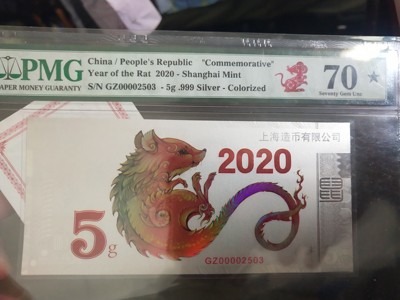 PMG
PAPER MONEY GUARANTY
China / People's Republic "Commemorative"
Year of the Rat 2020 - Shanghai Mint
S/N GZ00002503 - 5g .999 Silver - Colorized
70 ★
Seventy Gem Unc
上海造币有限公司
2020
5g
GZ00002503